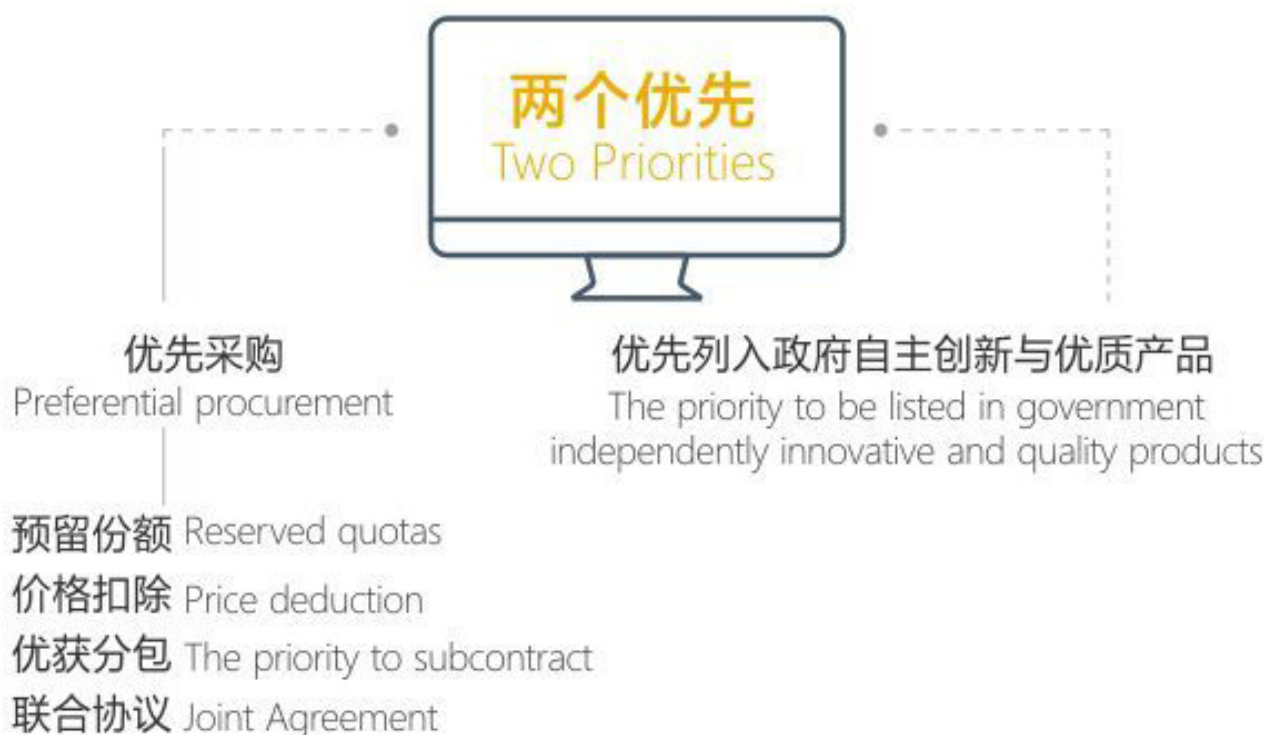 两个优先
Two Priorities
优先采购
Preferential procurement
优先列入政府自主创新与优质产品
The priority to be listed in government
independently innovative and quality products
预留份额 Reserved quotas
价格扣除 Price deduction
优获分包 The priority to subcontract
联合协议 Joint Agreement